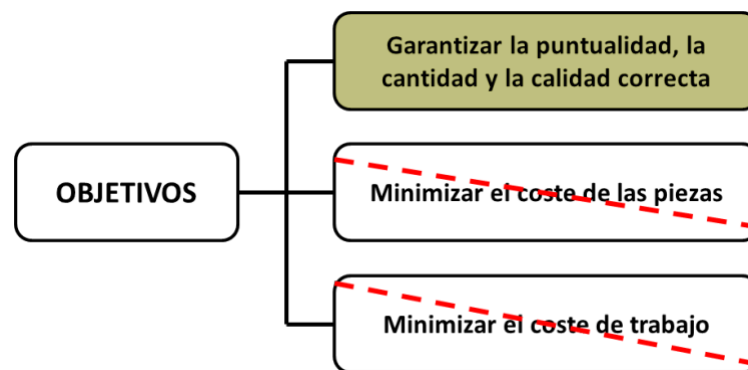 Garantizar la puntualidad, la
cantidad y la calidad correcta
OBJETIVOS
Minimizar el coste de las piezas
Minimizar el coste de trabajo